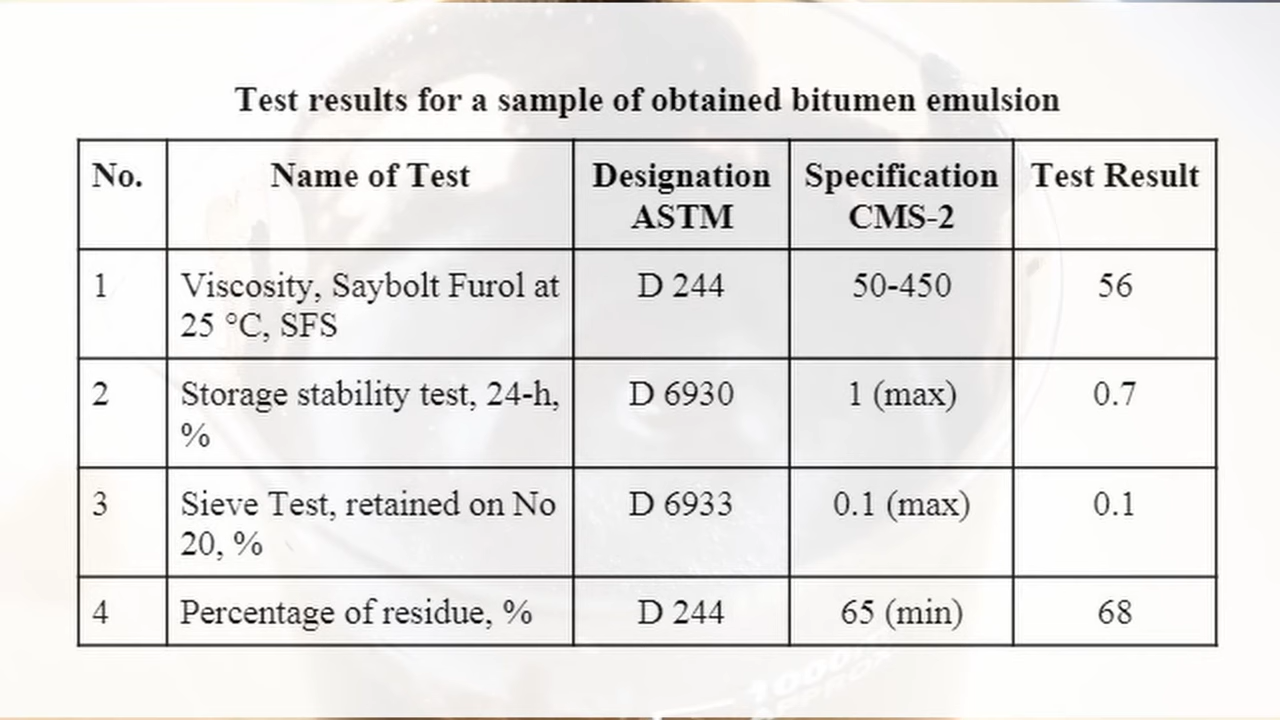 Test results for a sample of obtained bitumen emulsion
No. Name of Test Designation Specification Test Result
ASTM CMS-2
1 Viscosity, Saybolt Furol at D 244 50-450 56
25 °C, SFS
2 Storage stability test, 24-h, D 6930 1 (max) 0.7
%
3 Sieve Test, retained on No D 6933 0.1 (max) 0.1
20, %
4 Percentage of residue, % D 244 65 (min) 68
1000
APPROX